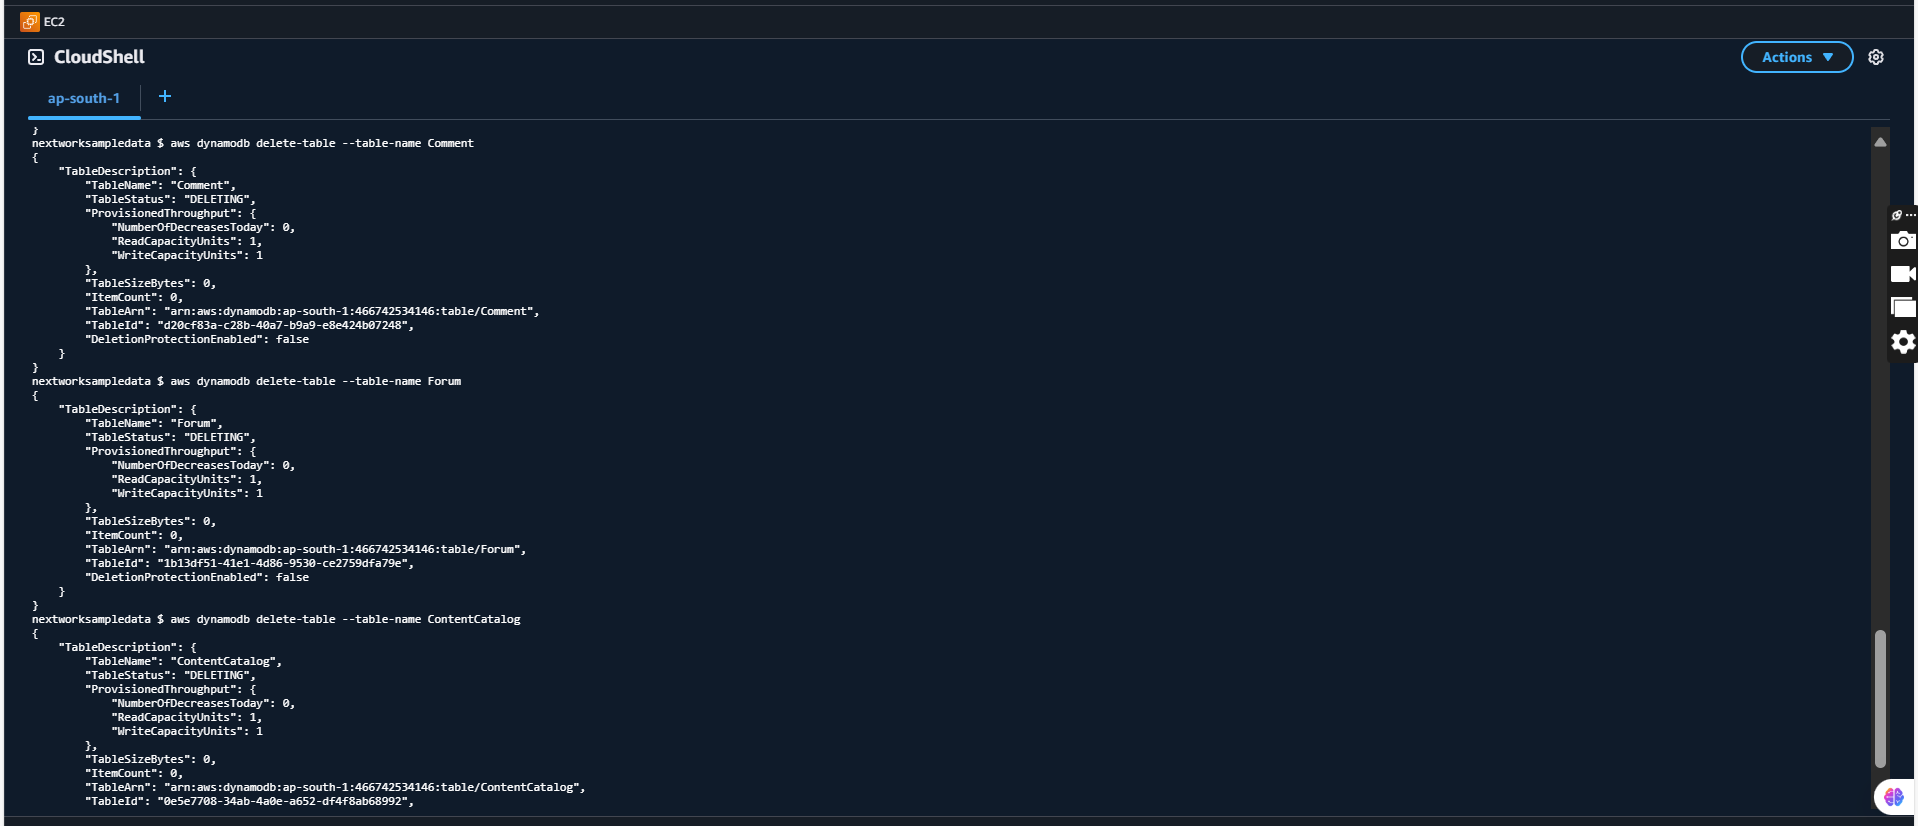 EC2
CloudShell
Actions
ap-south-1
+
}
nextworksampledata $ aws dynamodb delete-table --table-name Comment
{
    "TableDescription": {
        "TableName": "Comment",
        "TableStatus": "DELETING",
        "ProvisionedThroughput": {
            "NumberOfDecreasesToday": 0,
            "ReadCapacityUnits": 1,
            "WriteCapacityUnits": 1
        },
        "TableSizeBytes": 0,
        "ItemCount": 0,
        "TableArn": "arn:aws:dynamodb:ap-south-1:466742534146:table/Comment",
        "TableId": "d20cf83a-c28b-40a7-b9a9-e8e424b07248",
        "DeletionProtectionEnabled": false
    }
}
nextworksampledata $ aws dynamodb delete-table --table-name Forum
{
    "TableDescription": {
        "TableName": "Forum",
        "TableStatus": "DELETING",
        "ProvisionedThroughput": {
            "NumberOfDecreasesToday": 0,
            "ReadCapacityUnits": 1,
            "WriteCapacityUnits": 1
        },
        "TableSizeBytes": 0,
        "ItemCount": 0,
        "TableArn": "arn:aws:dynamodb:ap-south-1:466742534146:table/Forum",
        "TableId": "1b13df51-41e1-4d86-9530-ce2759dfa79e",
        "DeletionProtectionEnabled": false
    }
}
nextworksampledata $ aws dynamodb delete-table --table-name ContentCatalog
{
    "TableDescription": {
        "TableName": "ContentCatalog",
        "TableStatus": "DELETING",
        "ProvisionedThroughput": {
            "NumberOfDecreasesToday": 0,
            "ReadCapacityUnits": 1,
            "WriteCapacityUnits": 1
        },
        "TableSizeBytes": 0,
        "ItemCount": 0,
        "TableArn": "arn:aws:dynamodb:ap-south-1:466742534146:table/ContentCatalog",
        "TableId": "0e5e7708-34ab-4a0e-a652-df4f8ab68992",